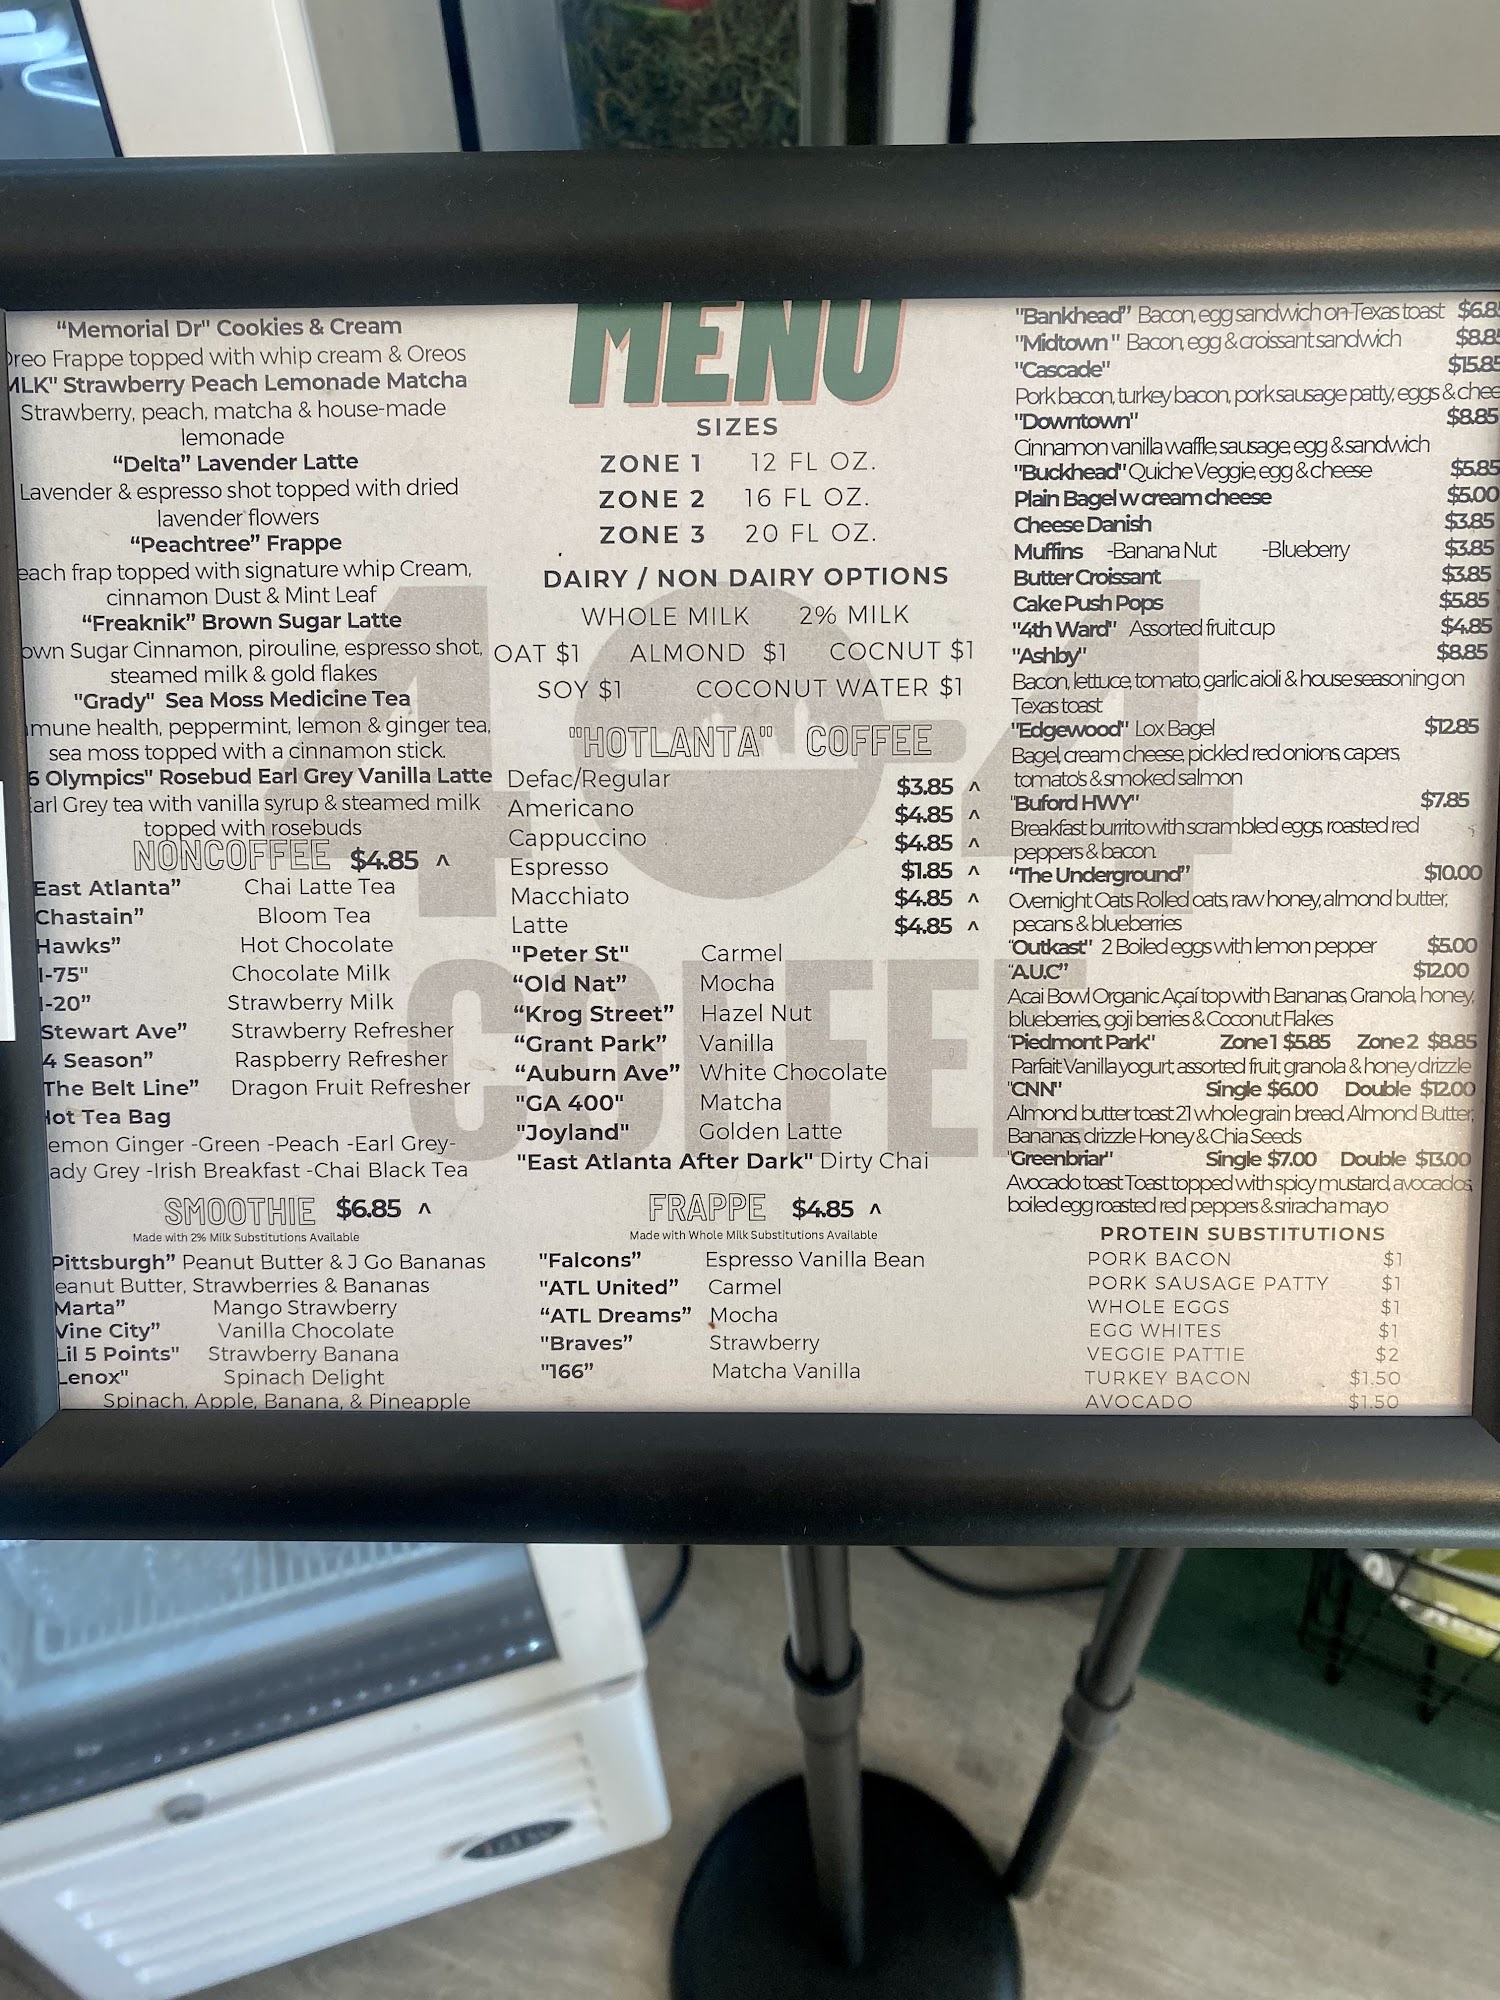 "Memorial Dr" Cookies & Cream
Oreo Frappe topped with whip cream & Oreos
MLK" Strawberry Peach Lemonade Matcha
Strawberry, peach, matcha & house-made
lemonade
"Delta" Lavender Latte
Lavender & espresso shot topped with dried
lavender flowers
"Peachtree" Frappe
each frap topped with signature whip Cream,
cinnamon Dust & Mint Leaf
"Freaknik" Brown Sugar Latte
own Sugar Cinnamon, pirouline, espresso shot,
steamed milk & gold flakes
"Grady" Sea Moss Medicine Tea
mune health, peppermint, lemon & ginger tea,
sea moss topped with a cinnamon stick.
6 Olympics" Rosebud Earl Grey Vanilla Latte
Earl Grey tea with vanilla syrup & steamed milk
topped with rosebuds
NONCOFFEE $4.85 ^
East Atlanta" Chai Latte Tea
Chastain" Bloom Tea
Hawks" Hot Chocolate
I-75" Chocolate Milk
I-20" Strawberry Milk
Stewart Ave" Strawberry Refresher
4 Season" Raspberry Refresher
The Belt Line" Dragon Fruit Refresher
Hot Tea Bag
emon Ginger -Green -Peach -Earl Grey-
ady Grey -Irish Breakfast -Chai Black Tea
SMOOTHIE $6.85 ^
Made with 2% Milk Substitutions Available
Pittsburgh" Peanut Butter & J Go Bananas
eanut Butter, Strawberries & Bananas
Marta" Mango Strawberry
Vine City" Vanilla Chocolate
Lil 5 Points" Strawberry Banana
Lenox" Spinach Delight
Spinach, Apple, Banana, & Pineapple
MENU
SIZES
ZONE 1 12 FL OZ.
ZONE 2 16 FL OZ.
ZONE 3 20 FL OZ.
DAIRY / NON DAIRY OPTIONS
WHOLE MILK 2% MILK
OAT $1 ALMOND $1 COCNUT $1
SOY $1 COCONUT WATER $1
404
COFFEE
"HOTLANTA" COFFEE
Defac/Regular $3.85 ^
Americano $4.85 ^
Cappuccino $4.85 ^
Espresso $1.85 ^
Macchiato $4.85 ^
Latte $4.85 ^
"Peter St" Carmel
"Old Nat" Mocha
"Krog Street" Hazel Nut
"Grant Park" Vanilla
"Auburn Ave" White Chocolate
"GA 400" Matcha
"Joyland" Golden Latte
"East Atlanta After Dark" Dirty Chai
FRAPPE $4.85 ^
Made with Whole Milk Substitutions Available
"Falcons" Espresso Vanilla Bean
"ATL United" Carmel
"ATL Dreams" Mocha
"Braves" Strawberry
"166" Matcha Vanilla
"Bankhead" Bacon, egg sandwich on Texas toast $6.85
"Midtown" Bacon, egg & croissant sandwich $8.85
"Cascade" $15.85
Pork bacon, turkey bacon, pork sausage patty, eggs & chee
"Downtown" $8.85
Cinnamon vanilla waffle, sausage, egg & sandwich
"Buckhead" Quiche Veggie, egg & cheese $5.85
Plain Bagel w cream cheese $5.00
Cheese Danish $3.85
Muffins -Banana Nut -Blueberry $3.85
Butter Croissant $3.85
Cake Push Pops $5.85
"4th Ward" Assorted fruit cup $4.85
"Ashby" $8.85
Bacon, lettuce, tomato, garlic aioli & house seasoning on
Texas toast
"Edgewood" Lox Bagel $12.85
Bagel, cream cheese, pickled red onions, capers,
tomato's & smoked salmon
"Buford HWY" $7.85
Breakfast burrito with scrambled eggs, roasted red
peppers & bacon.
"The Underground" $10.00
Overnight Oats Rolled oats, raw honey, almond butter,
pecans & blueberries
"Outkast" 2 Boiled eggs with lemon pepper $5.00
"A.U.C" $12.00
Acai Bowl Organic Açaí top with Bananas, Granola, honey,
blueberries, goji berries & Coconut Flakes
"Piedmont Park" Zone 1 $5.85 Zone 2 $8.85
Parfait Vanilla yogurt, assorted fruit, granola & honey drizzle
"CNN" Single $6.00 Double $12.00
Almond butter toast 21 whole grain bread, Almond Butter,
Bananas, drizzle Honey & Chia Seeds
"Greenbriar" Single $7.00 Double $13.00
Avocado toast Toast topped with spicy mustard, avocados,
boiled egg roasted red peppers & sriracha mayo
PROTEIN SUBSTITUTIONS
PORK BACON $1
PORK SAUSAGE PATTY $1
WHOLE EGGS $1
EGG WHITES $1
VEGGIE PATTIE $2
TURKEY BACON $1.50
AVOCADO $1.50